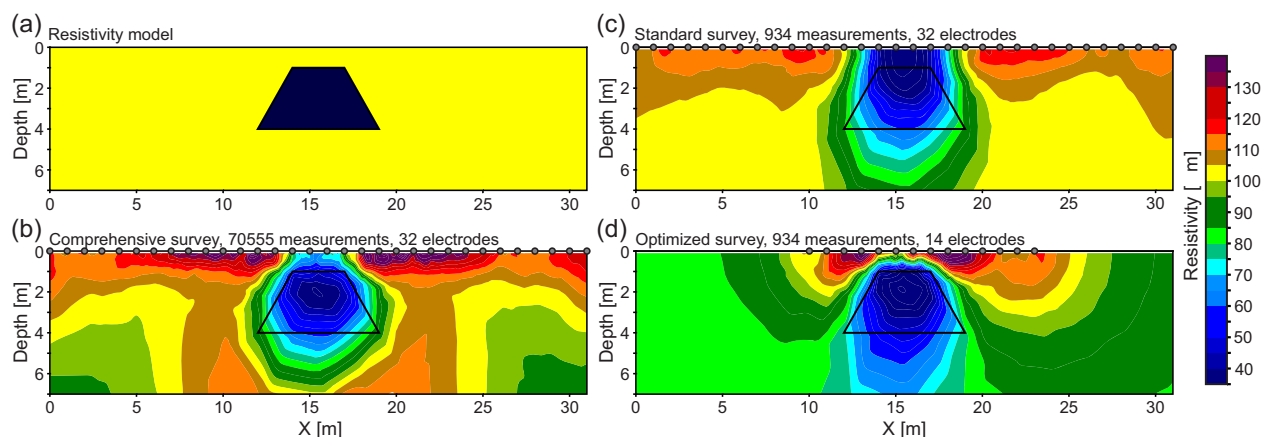 (a)
Resistivity model
0
2
4
6
Depth [m]
0 5 10 15 20 25 30
(b)
Comprehensive survey, 70555 measurements, 32 electrodes
0
2
4
6
Depth [m]
0 5 10 15 20 25 30
X [m]
(c)
Standard survey, 934 measurements, 32 electrodes
0
2
4
6
Depth [m]
0 5 10 15 20 25 30
(d)
Optimized survey, 934 measurements, 14 electrodes
0
2
4
6
Depth [m]
0 5 10 15 20 25 30
X [m]
130
120
110
100
90
80
70
60
50
40
Resistivity [ m]